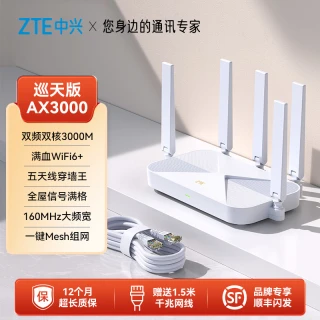 ZTE中兴 × 您身边的通讯专家
巡天版
AX3000
双频双核3000M
满血WiFi6+
五天线穿墙王
全屋信号满格
160MHz大频宽
一键Mesh组网
保
12个月
超长质保
赠送1.5米
千兆网线
SF
品牌专享
顺丰闪发